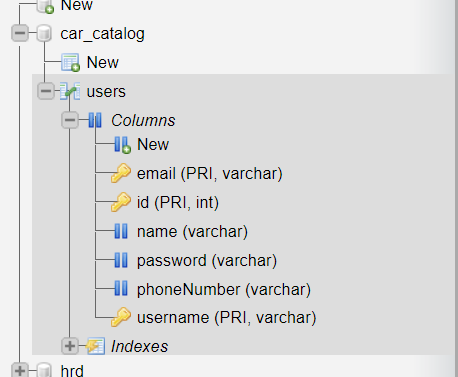 New
car_catalog
New
users
Columns
New
email (PRI, varchar)
id (PRI, int)
name (varchar)
password (varchar)
phoneNumber (varchar)
username (PRI, varchar)
Indexes
hrd